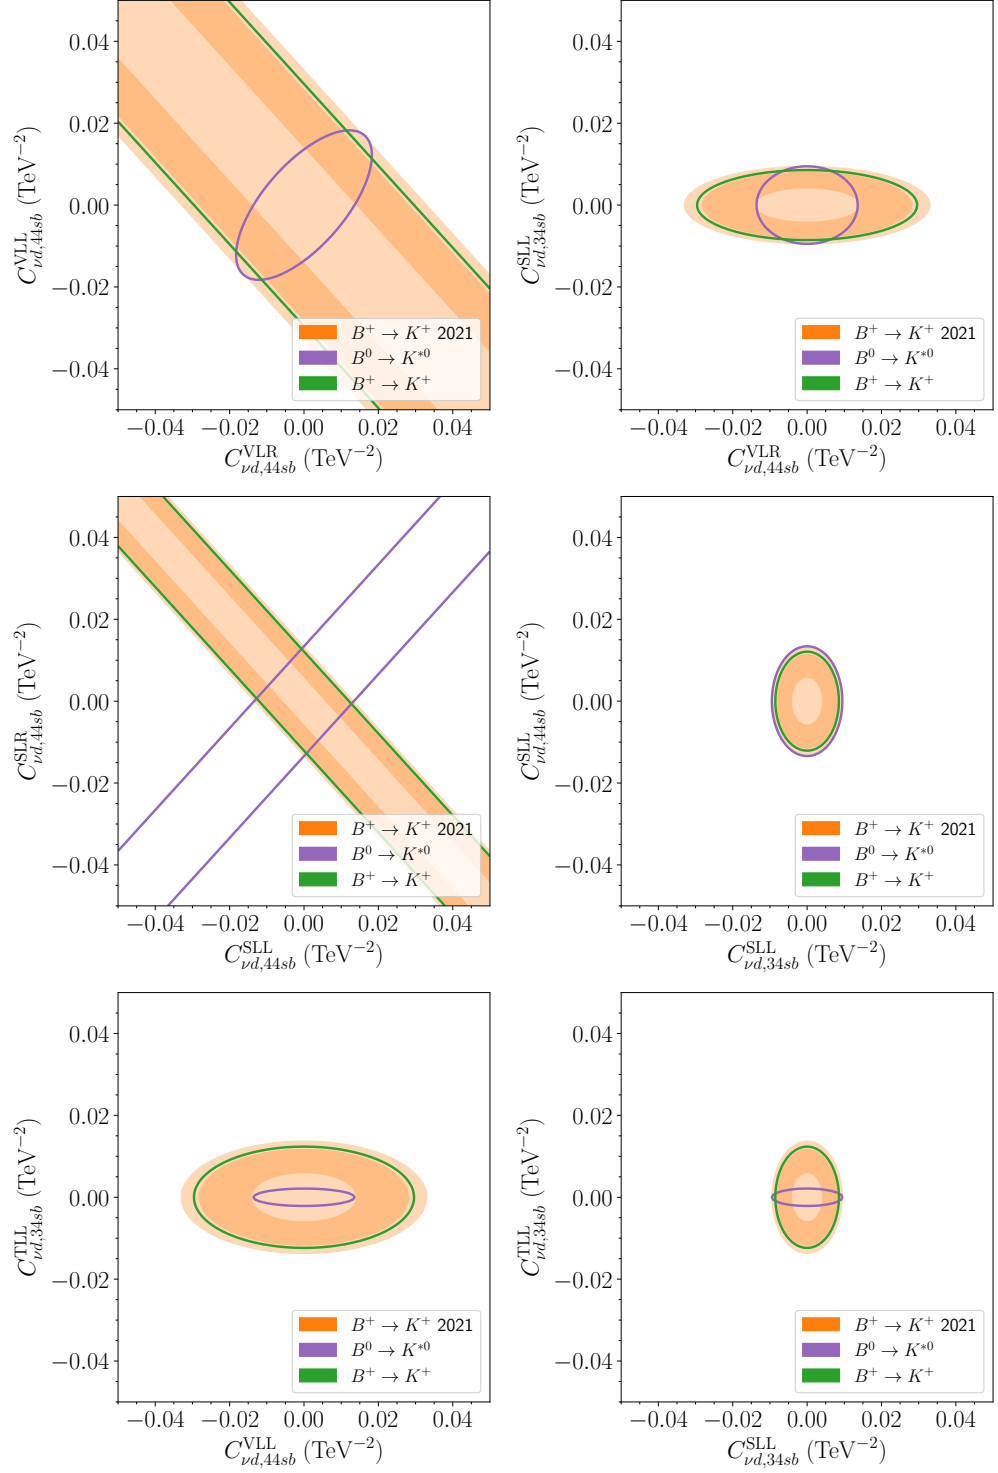 C^{VLL}_{νd,44sb} (TeV⁻²)
0.04
0.02
0.00
−0.02
−0.04
−0.04 −0.02 0.00 0.02 0.04
C^{VLR}_{νd,44sb} (TeV⁻²)
B⁺ → K⁺ 2021
B⁰ → K*⁰
B⁺ → K⁺
C^{SLL}_{νd,34sb} (TeV⁻²)
0.04
0.02
0.00
−0.02
−0.04
−0.04 −0.02 0.00 0.02 0.04
C^{VLR}_{νd,44sb} (TeV⁻²)
B⁺ → K⁺ 2021
B⁰ → K*⁰
B⁺ → K⁺
C^{SLR}_{νd,44sb} (TeV⁻²)
0.04
0.02
0.00
−0.02
−0.04
−0.04 −0.02 0.00 0.02 0.04
C^{SLL}_{νd,44sb} (TeV⁻²)
B⁺ → K⁺ 2021
B⁰ → K*⁰
B⁺ → K⁺
C^{SLL}_{νd,44sb} (TeV⁻²)
0.04
0.02
0.00
−0.02
−0.04
−0.04 −0.02 0.00 0.02 0.04
C^{SLL}_{νd,34sb} (TeV⁻²)
B⁺ → K⁺ 2021
B⁰ → K*⁰
B⁺ → K⁺
C^{TLL}_{νd,34sb} (TeV⁻²)
0.04
0.02
0.00
−0.02
−0.04
−0.04 −0.02 0.00 0.02 0.04
C^{VLL}_{νd,44sb} (TeV⁻²)
B⁺ → K⁺ 2021
B⁰ → K*⁰
B⁺ → K⁺
C^{TLL}_{νd,34sb} (TeV⁻²)
0.04
0.02
0.00
−0.02
−0.04
−0.04 −0.02 0.00 0.02 0.04
C^{SLL}_{νd,34sb} (TeV⁻²)
B⁺ → K⁺ 2021
B⁰ → K*⁰
B⁺ → K⁺